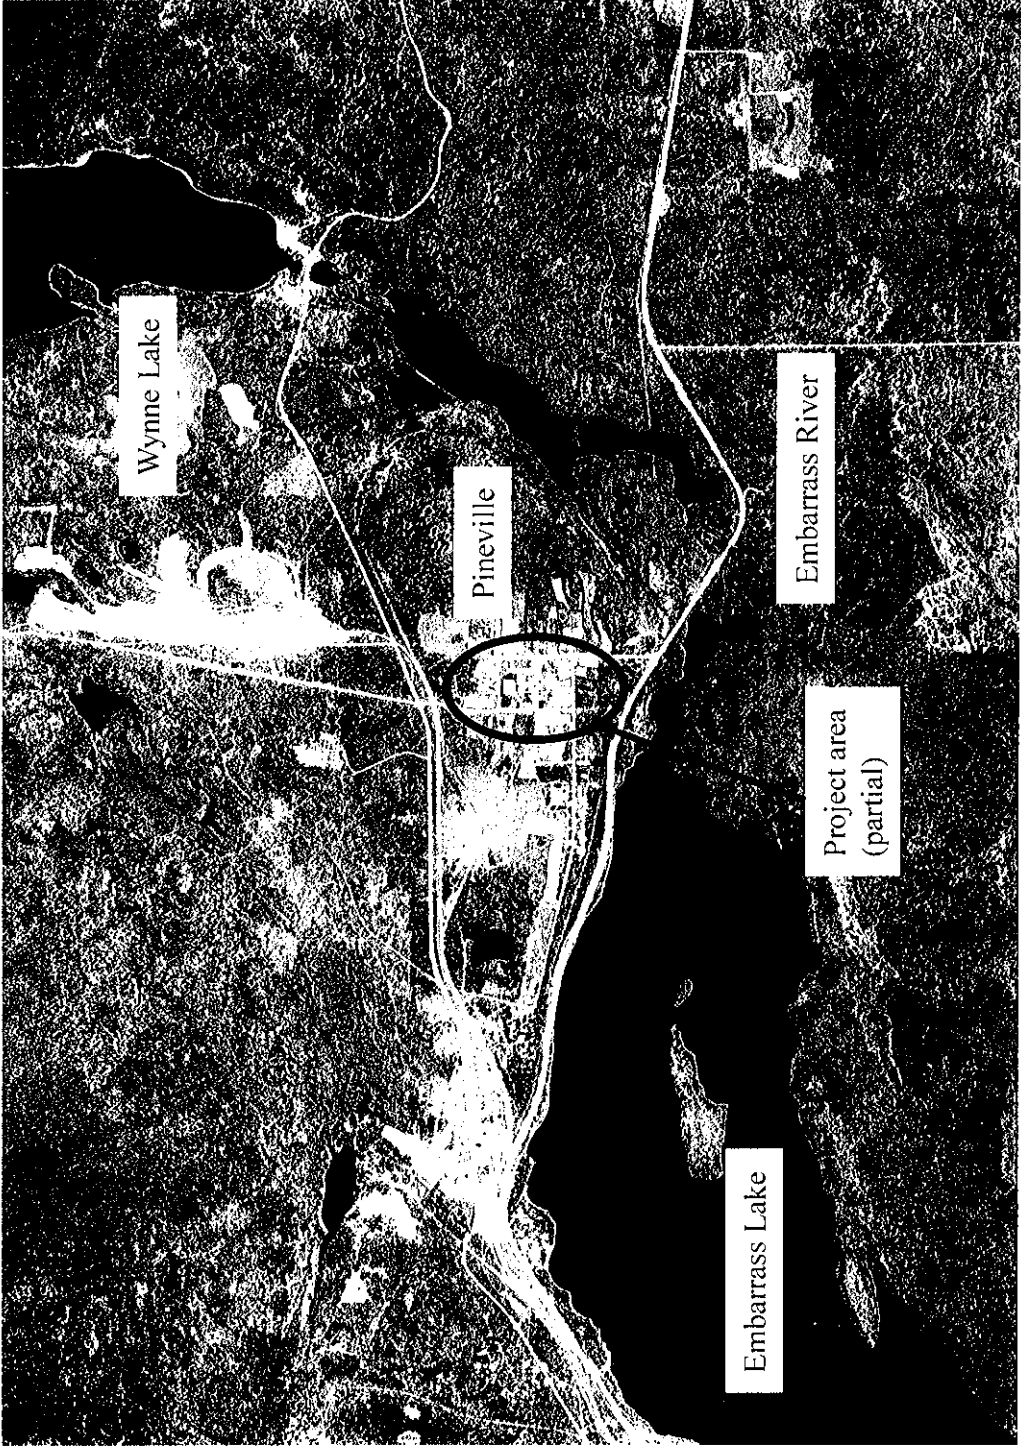 Wynne Lake
Pineville
Embarrass River
Project area
(partial)
Embarrass Lake